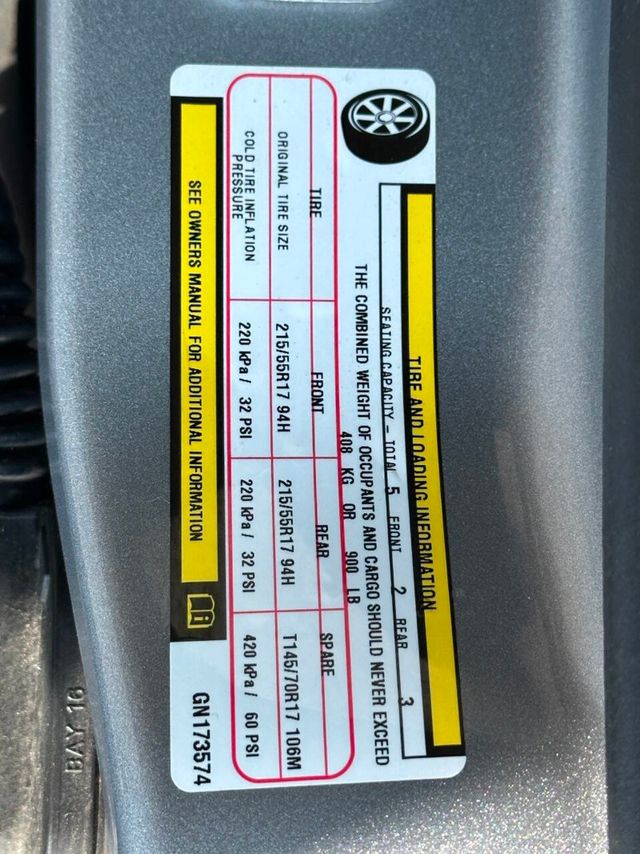 TIRE AND LOADING INFORMATION
SEATING CAPACITY – TOTAL 5 FRONT 2 REAR 3
THE COMBINED WEIGHT OF OCCUPANTS AND CARGO SHOULD NEVER EXCEED
408 KG OR 900 LB
TIRE FRONT REAR SPARE
ORIGINAL TIRE SIZE 215/55R17 94H 215/55R17 94H T145/70R17 106M
COLD TIRE INFLATION PRESSURE 220 kPa / 32 PSI 220 kPa / 32 PSI 420 kPa / 60 PSI
SEE OWNERS MANUAL FOR ADDITIONAL INFORMATION
GN173574
BAY 16